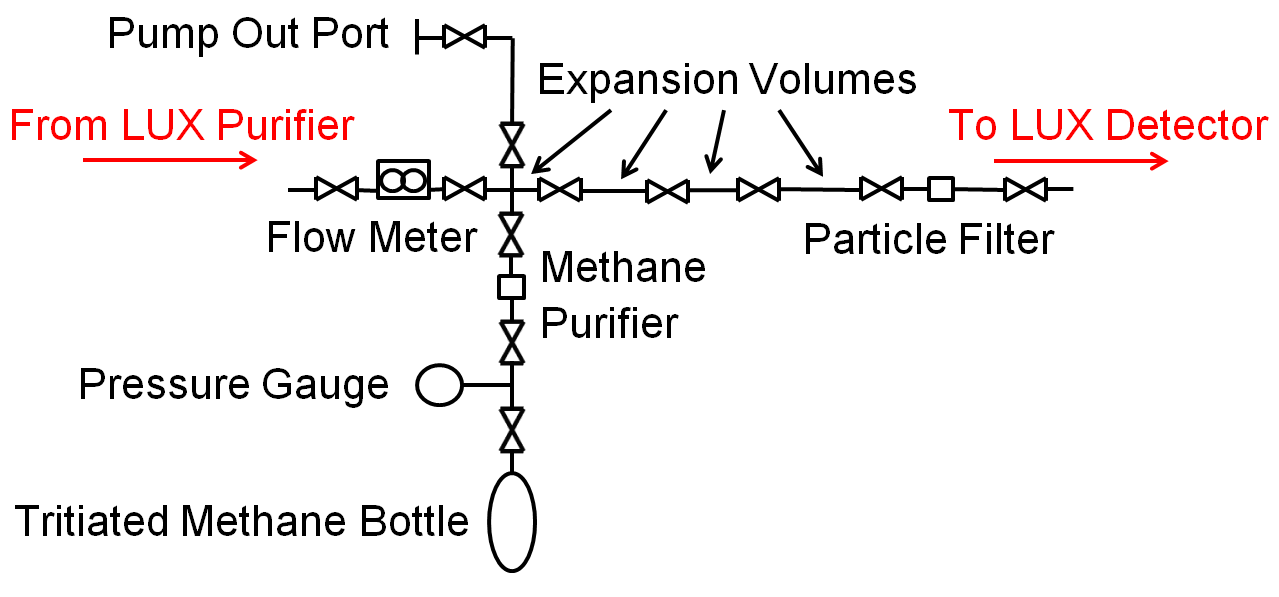 Pump Out Port
Expansion Volumes
From LUX Purifier
To LUX Detector
Flow Meter
Particle Filter
Methane
Purifier
Pressure Gauge
Tritiated Methane Bottle